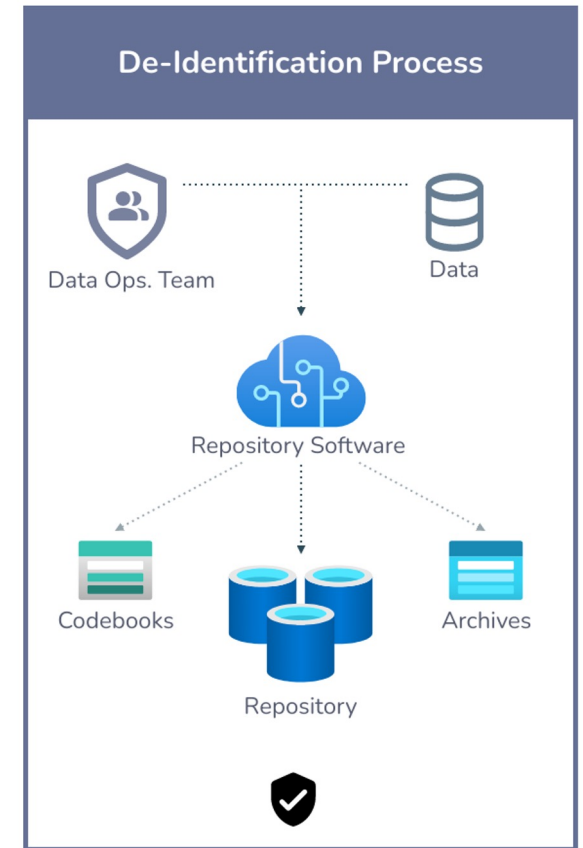 De-Identification Process
Data Ops. Team
Data
Repository Software
Codebooks
Archives
Repository